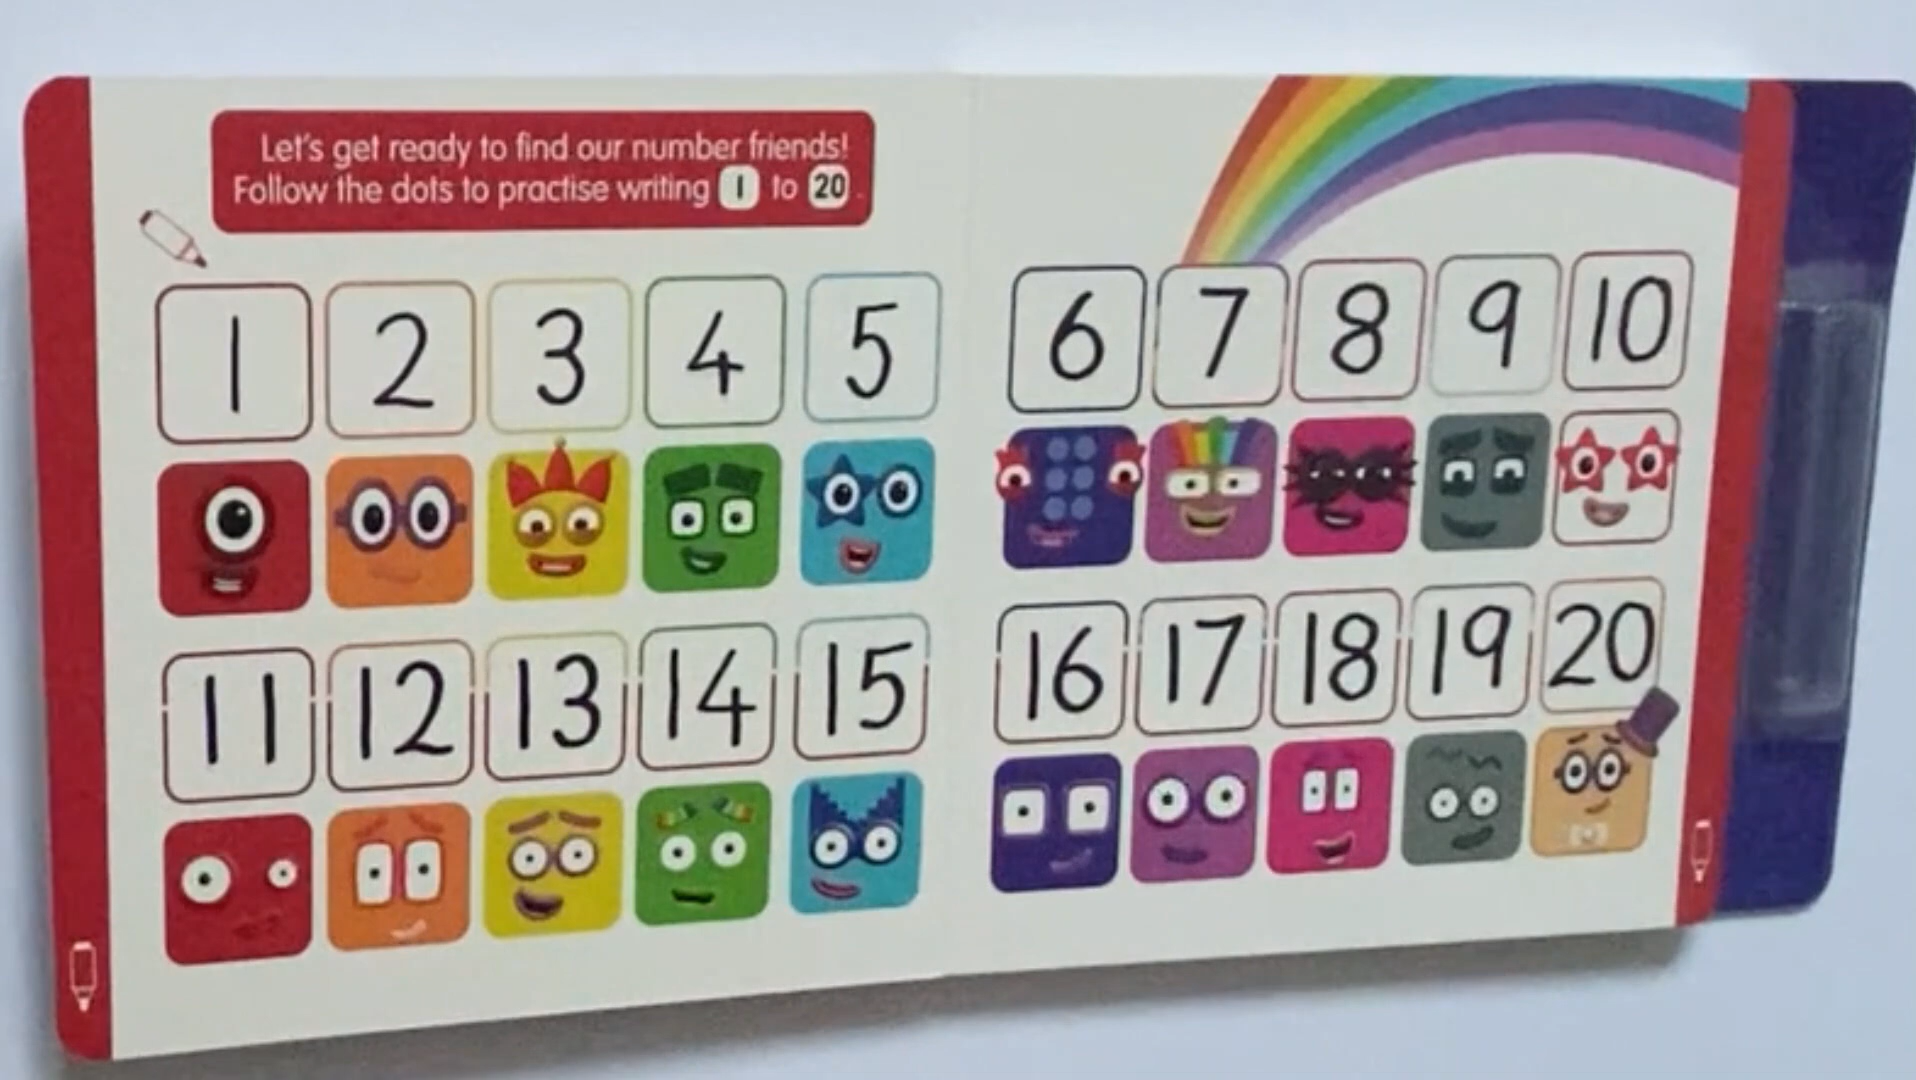 Let's get ready to find our number friends!
Follow the dots to practise writing 1 to 20.
1 2 3 4 5 6 7 8 9 10
11 12 13 14 15 16 17 18 19 20